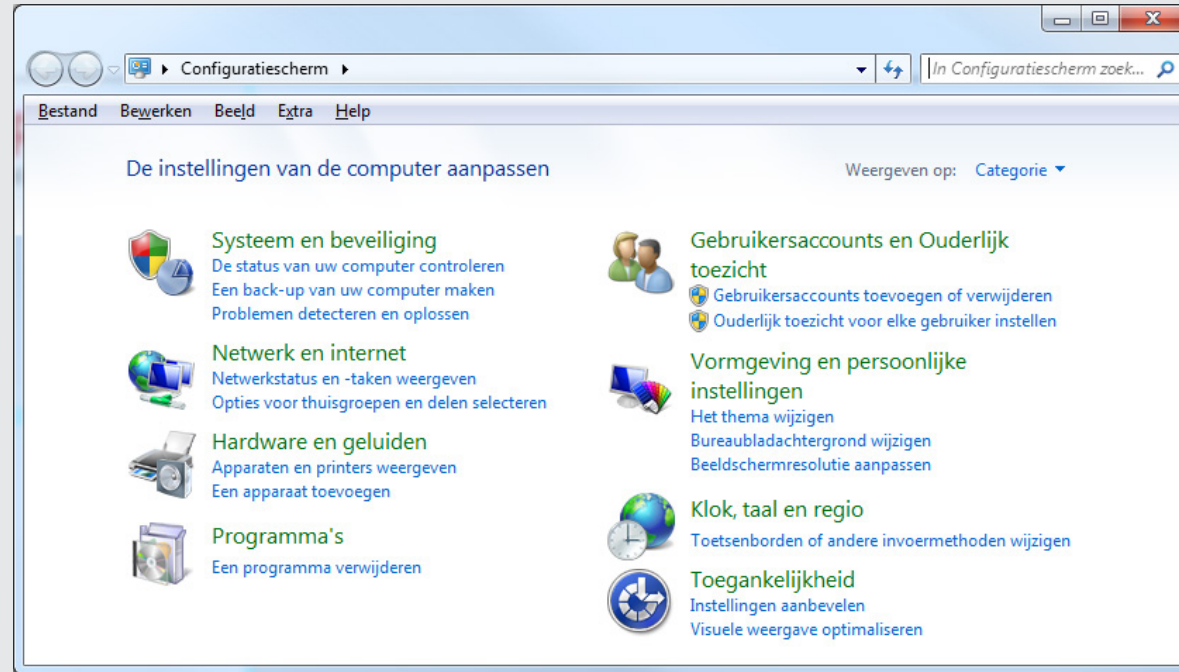 Configuratiescherm
In Configuratiescherm zoek...
Bestand Bewerken Beeld Extra Help
De instellingen van de computer aanpassen
Weergeven op: Categorie
Systeem en beveiliging
De status van uw computer controleren
Een back-up van uw computer maken
Problemen detecteren en oplossen
Netwerk en internet
Netwerkstatus en -taken weergeven
Opties voor thuisgroepen en delen selecteren
Hardware en geluiden
Apparaten en printers weergeven
Een apparaat toevoegen
Programma's
Een programma verwijderen
Gebruikersaccounts en Ouderlijk
toezicht
Gebruikersaccounts toevoegen of verwijderen
Ouderlijk toezicht voor elke gebruiker instellen
Vormgeving en persoonlijke
instellingen
Het thema wijzigen
Bureaubladachtergrond wijzigen
Beeldschermresolutie aanpassen
Klok, taal en regio
Toetsenborden of andere invoermethoden wijzigen
Toegankelijkheid
Instellingen aanbevelen
Visuele weergave optimaliseren